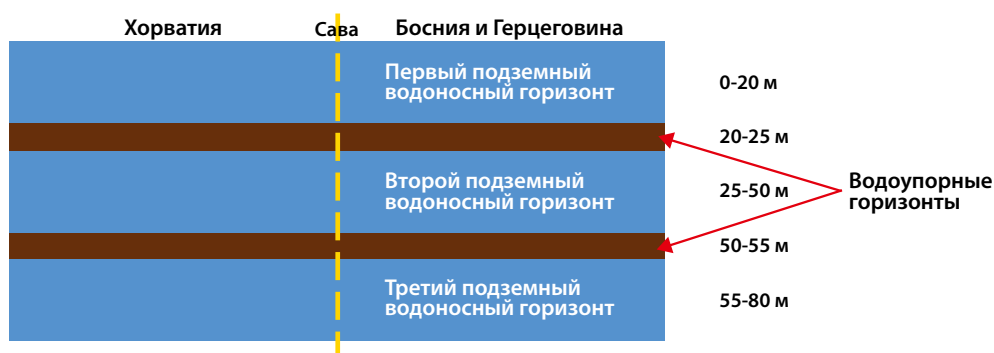 Хорватия Сава Босния и Герцеговина
Первый подземный
водоносный горизонт
0-20 м
20-25 м
Второй подземный
водоносный горизонт
25-50 м
Водоупорные
горизонты
50-55 м
Третий подземный
водоносный горизонт
55-80 м